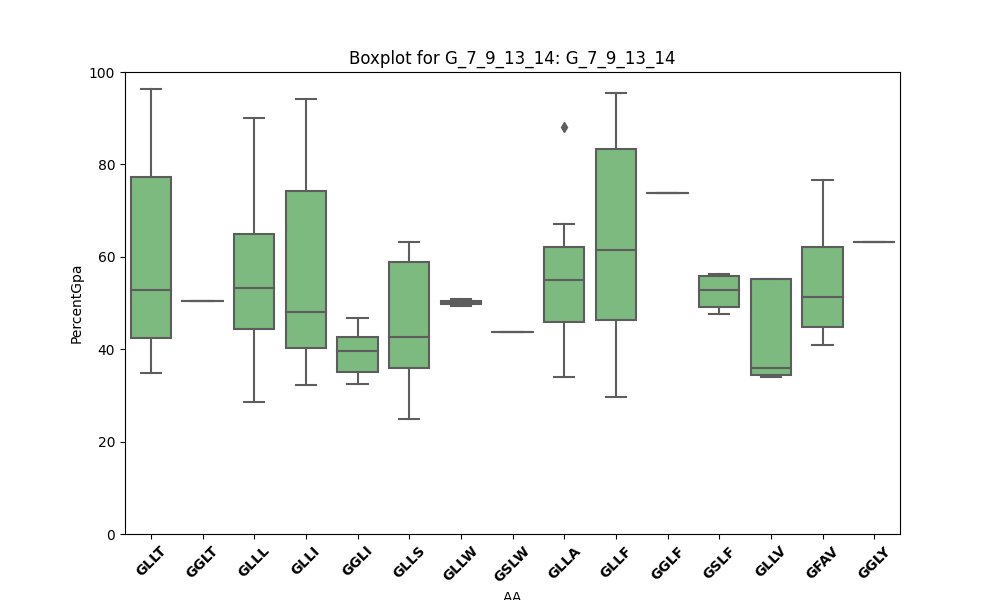 Boxplot for G_7_9_13_14: G_7_9_13_14
100
80
60
40
20
0
PercentGpa
GLLT
GGLT
GLLL
GLLI
GGLI
GLLS
GLLW
GSLW
GLLA
GLLF
GGLF
GSLF
GLLV
GFAV
GGLY
AA